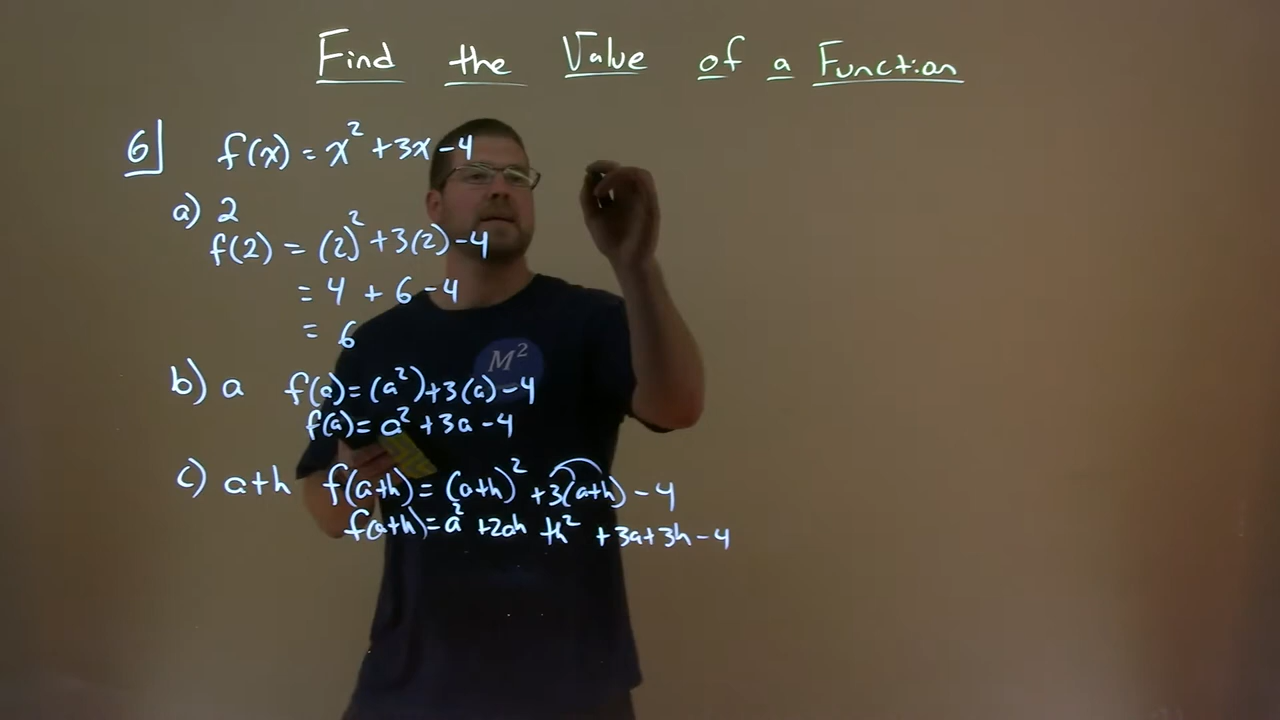 Find the Value of a Function
6 f(x) = x² + 3x - 4
a) 2
f(2) = (2)² + 3(2) - 4
= 4 + 6 - 4
= 6
b) a f(a) = (a²) + 3(a) - 4
f(a) = a² + 3a - 4
c) a+h f(a+h) = (a+h)² + 3(a+h) - 4
f(a+h) = a² + 2ah + h² + 3a + 3h - 4
M²